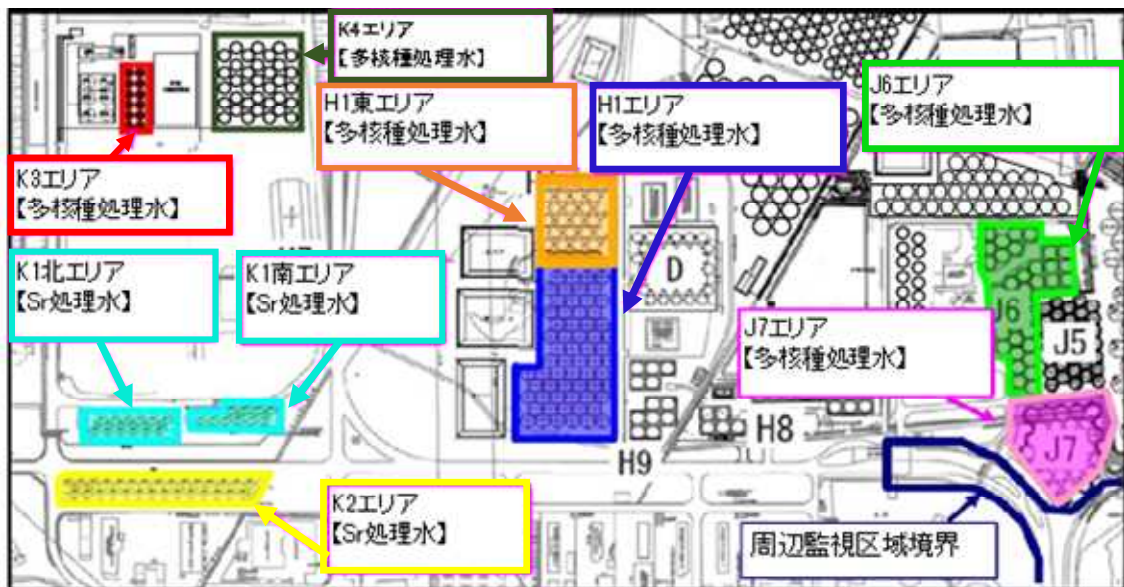 K4エリア
【多核種処理水】
H1東エリア
【多核種処理水】
H1エリア
【多核種処理水】
J6エリア
【多核種処理水】
K3エリア
【多核種処理水】
K1北エリア
【Sr処理水】
K1南エリア
【Sr処理水】
D
J7エリア
【多核種処理水】
J6
J5
H8
J7
H9
K2エリア
【Sr処理水】
周辺監視区域境界